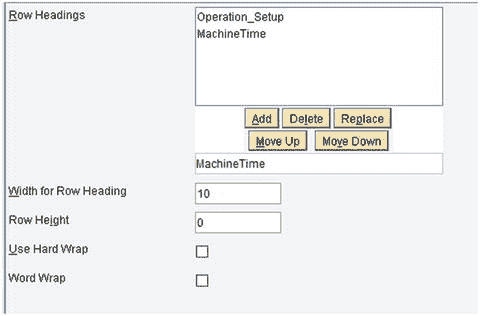 Row Headings
Operation_Setup
MachineTime
Add Delete Replace
Move Up Move Down
MachineTime
Width for Row Heading 10
Row Height 0
Use Hard Wrap
Word Wrap